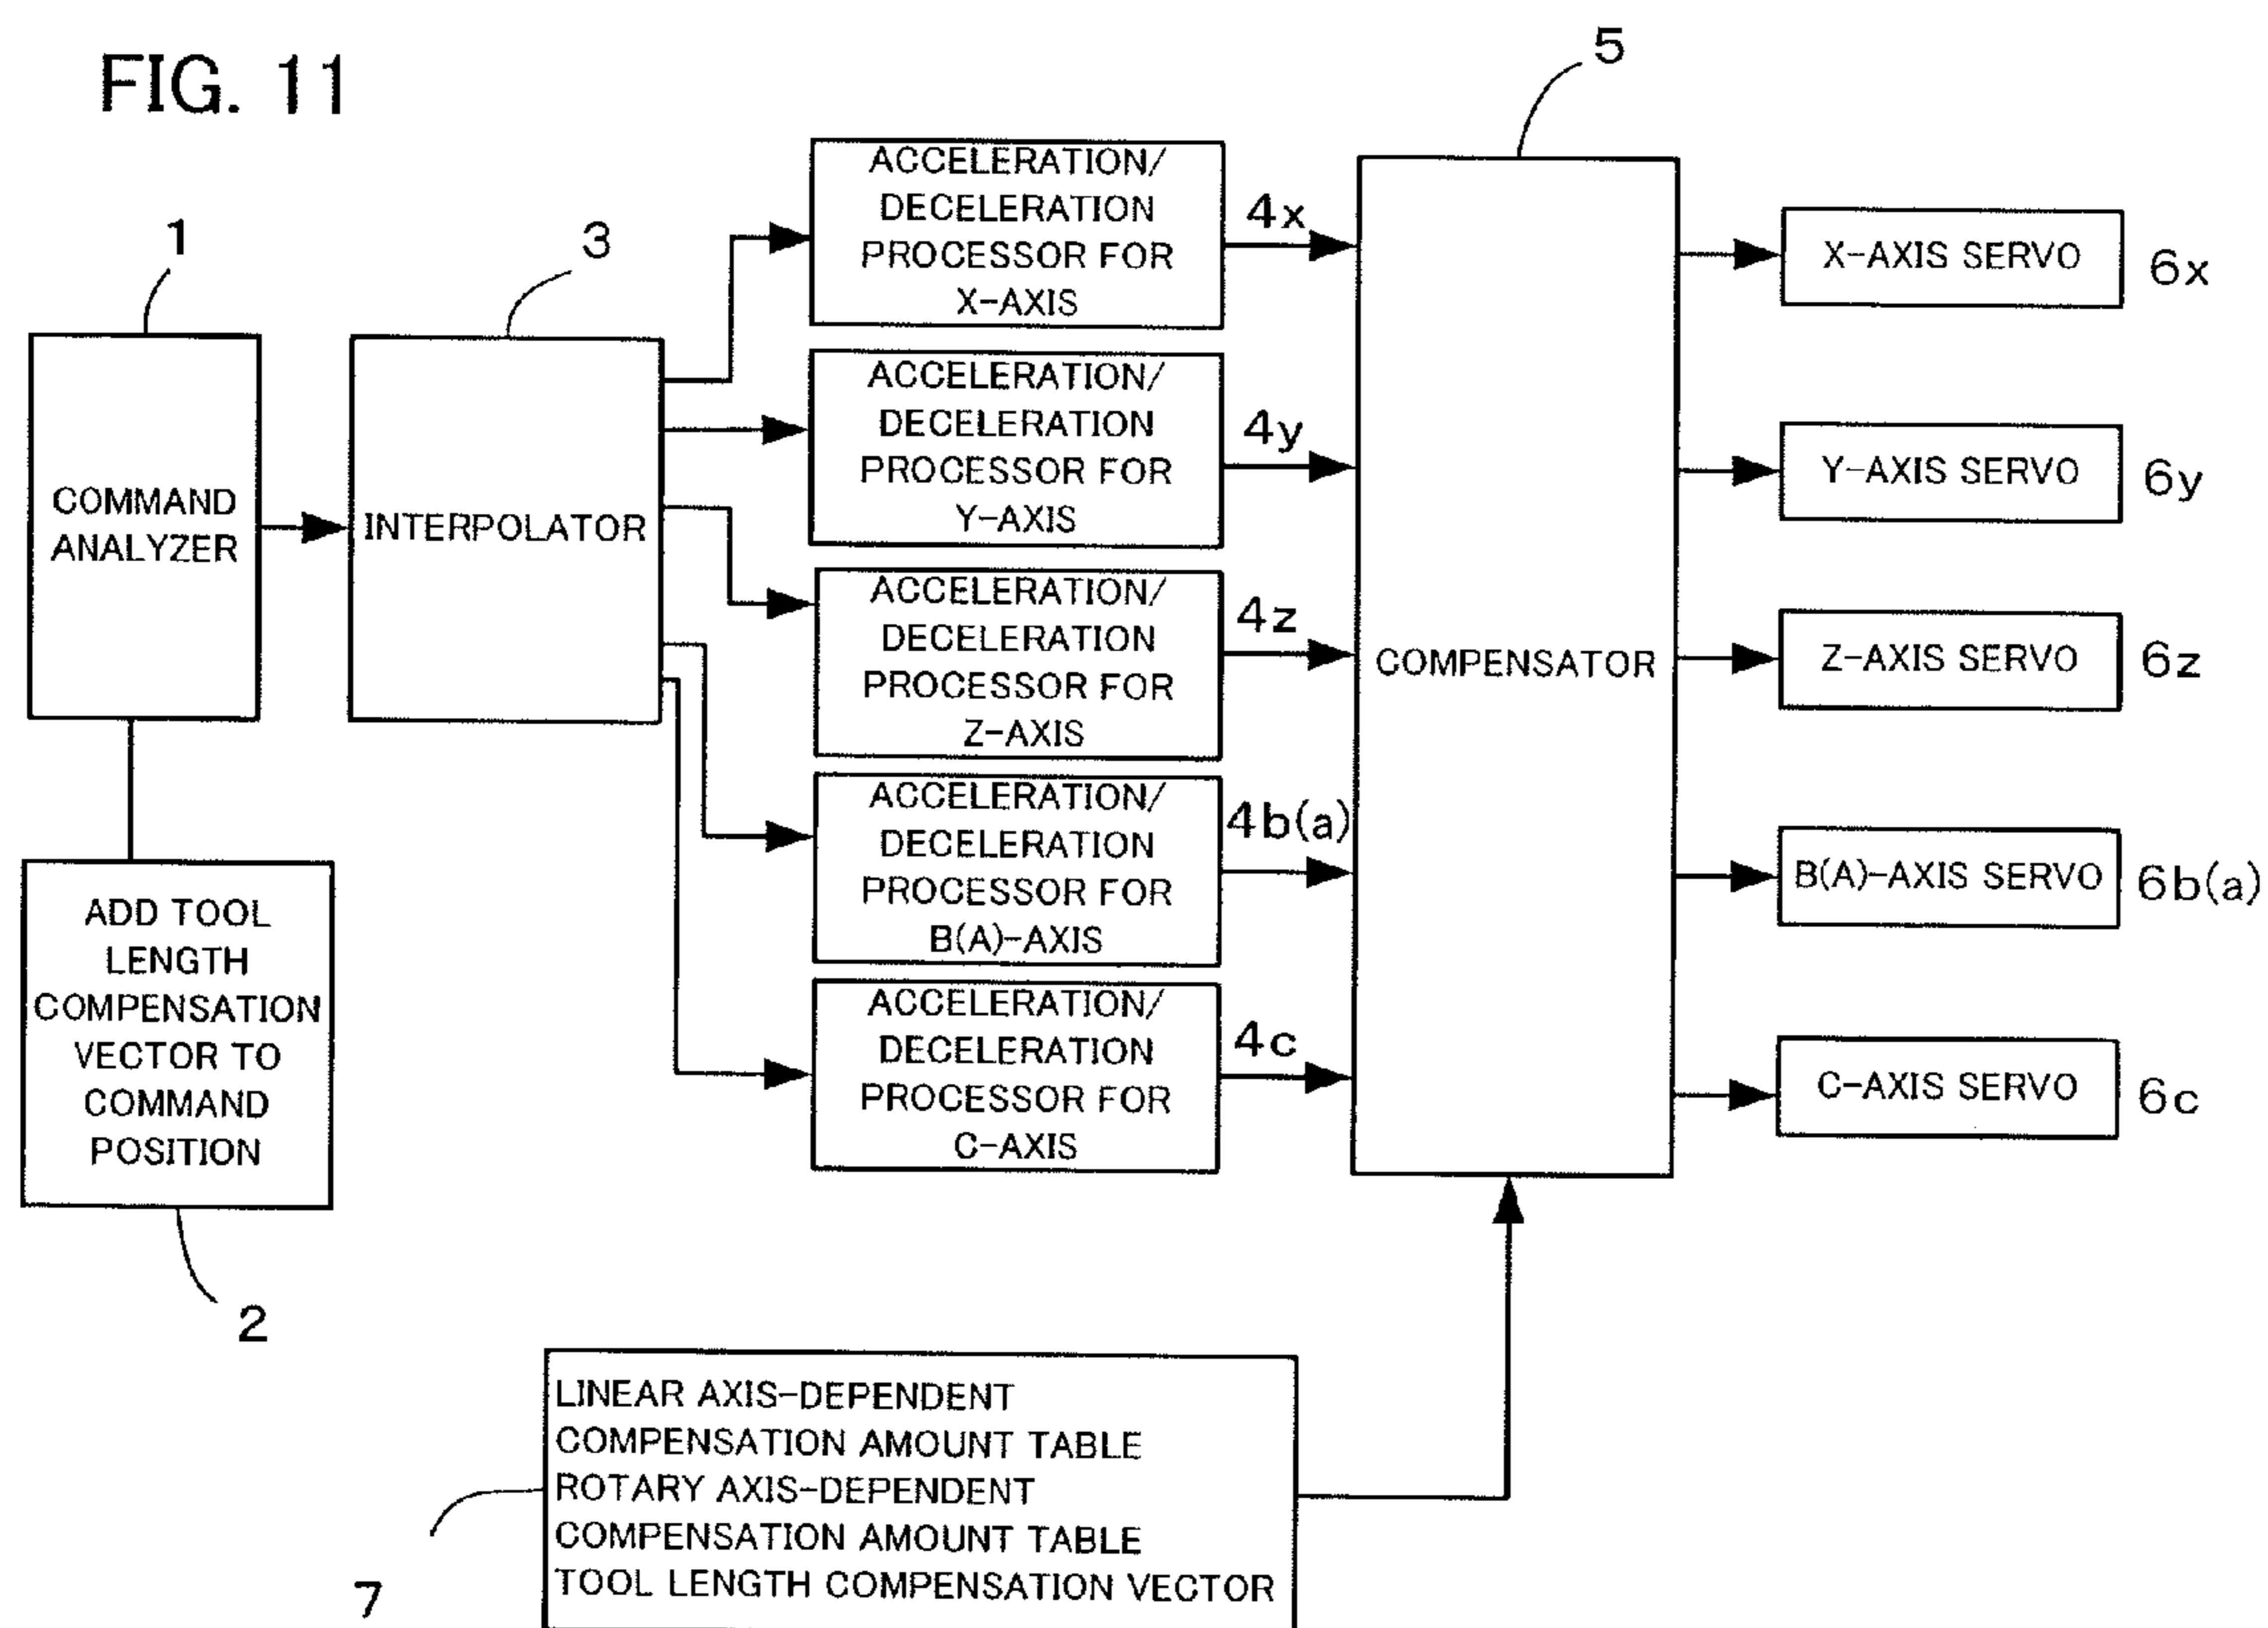 FIG. 11
1
COMMAND
ANALYZER
2
ADD TOOL
LENGTH
COMPENSATION
VECTOR TO
COMMAND
POSITION
3
INTERPOLATOR
ACCELERATION/
DECELERATION
PROCESSOR FOR
X-AXIS
4x
ACCELERATION/
DECELERATION
PROCESSOR FOR
Y-AXIS
4y
ACCELERATION/
DECELERATION
PROCESSOR FOR
Z-AXIS
4z
ACCELERATION/
DECELERATION
PROCESSOR FOR
B(A)-AXIS
4b(a)
ACCELERATION/
DECELERATION
PROCESSOR FOR
C-AXIS
4c
5
COMPENSATOR
X-AXIS SERVO
6x
Y-AXIS SERVO
6y
Z-AXIS SERVO
6z
B(A)-AXIS SERVO
6b(a)
C-AXIS SERVO
6c
7
LINEAR AXIS-DEPENDENT
COMPENSATION AMOUNT TABLE
ROTARY AXIS-DEPENDENT
COMPENSATION AMOUNT TABLE
TOOL LENGTH COMPENSATION VECTOR